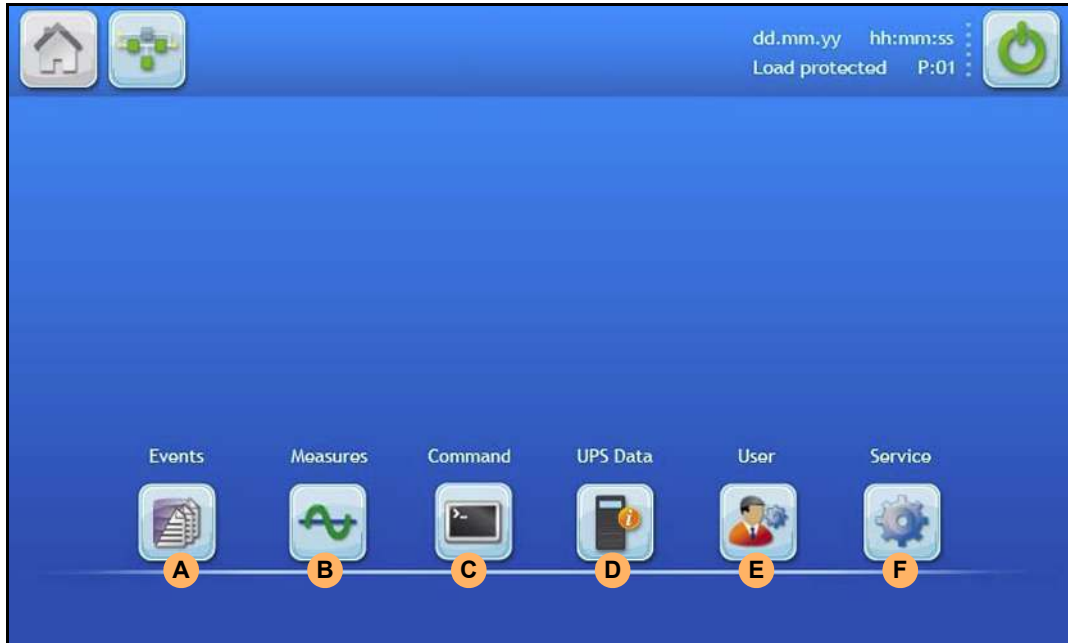 dd.mm.yy hh:mm:ss
Load protected P:01
Events Measures Command UPS Data User Service
>_
i
A B C D E F